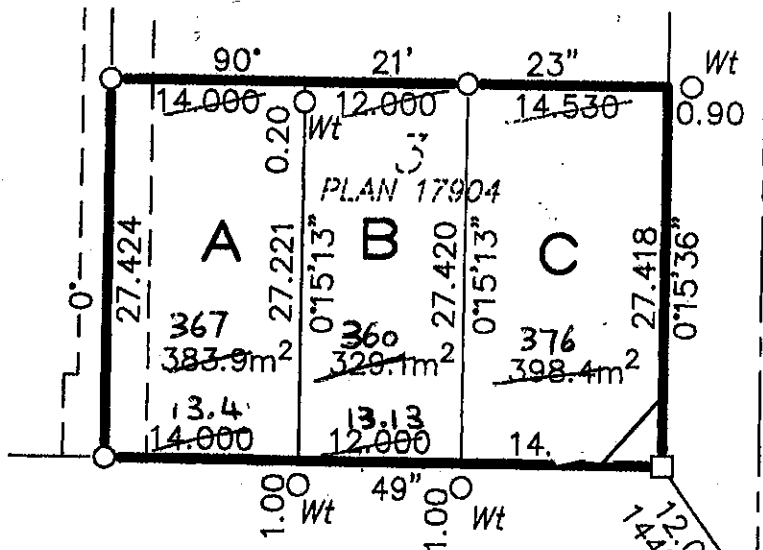 90° 21' 23" Wt
14.000 12.000 14.530 0.90
0.20 Wt
3
PLAN 17904
A B C
27.424 27.221 0°15'13" 27.420 0°15'13" 27.418 0°15'36"
0°
367 360 376
383.9m² 329.1m² 398.4m²
13.4 13.13
14.000 12.000 14.
1.00 Wt 49" 1.00 Wt